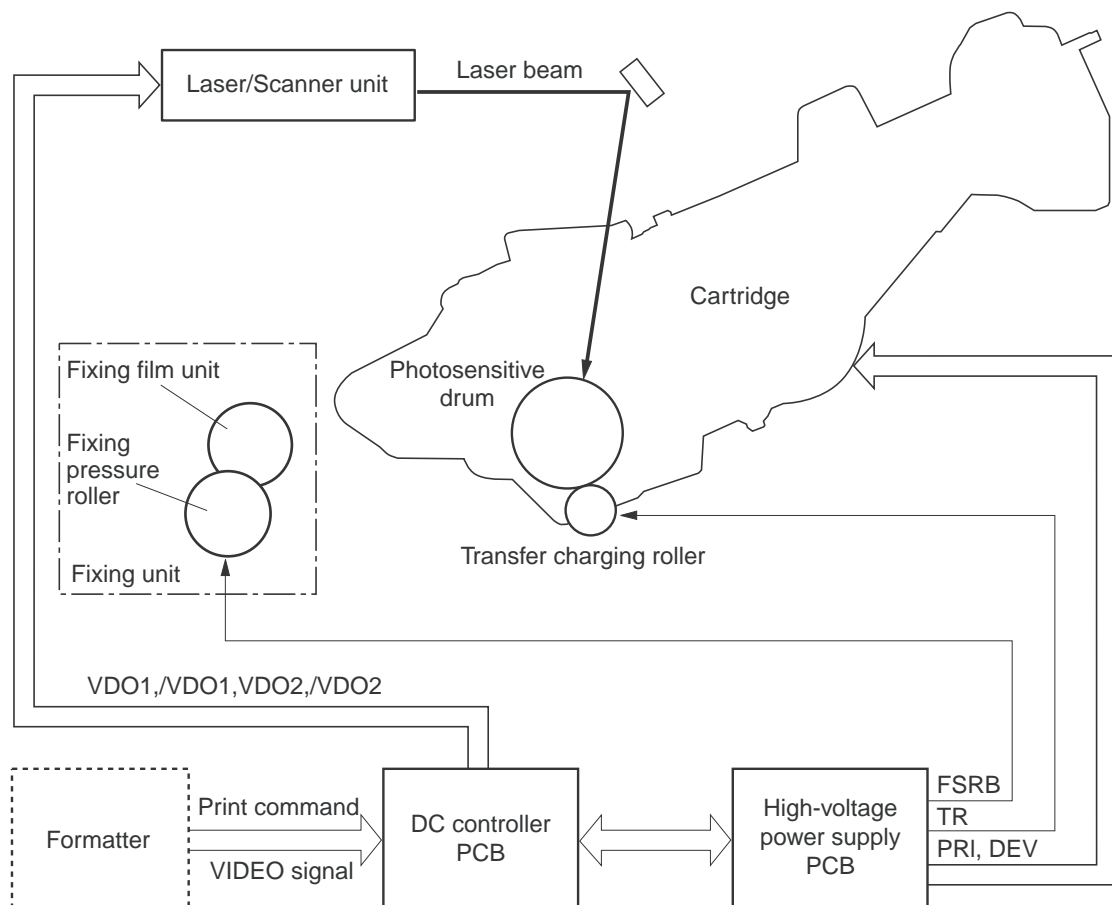 Laser/Scanner unit
Laser beam
Cartridge
Photosensitive
drum
Fixing film unit
Fixing
pressure
roller
Fixing unit
Transfer charging roller
VDO1,/VDO1,VDO2,/VDO2
Formatter
Print command
VIDEO signal
DC controller
PCB
High-voltage
power supply
PCB
FSRB
TR
PRI, DEV